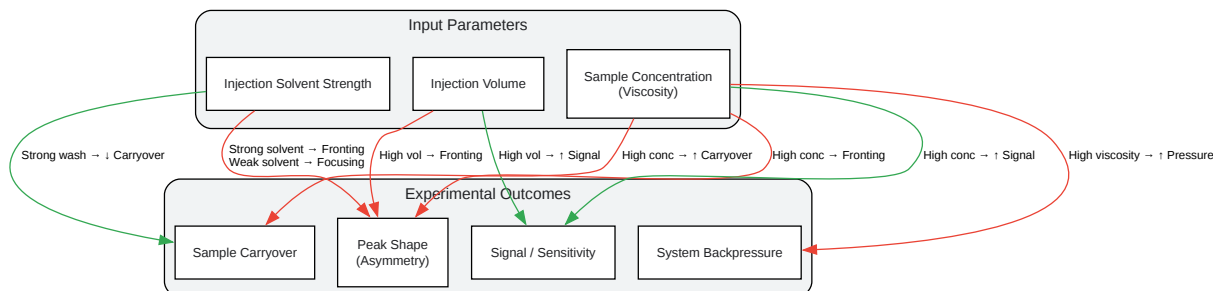 Input Parameters
Injection Solvent Strength
Injection Volume
Sample Concentration
(Viscosity)
Strong wash → ↓ Carryover
Strong solvent → Fronting
Weak solvent → Focusing
High vol → Fronting
High vol → ↑ Signal
High conc → ↑ Carryover
High conc → Fronting
High conc → ↑ Signal
High viscosity → ↑ Pressure
Experimental Outcomes
Sample Carryover
Peak Shape
(Asymmetry)
Signal / Sensitivity
System Backpressure